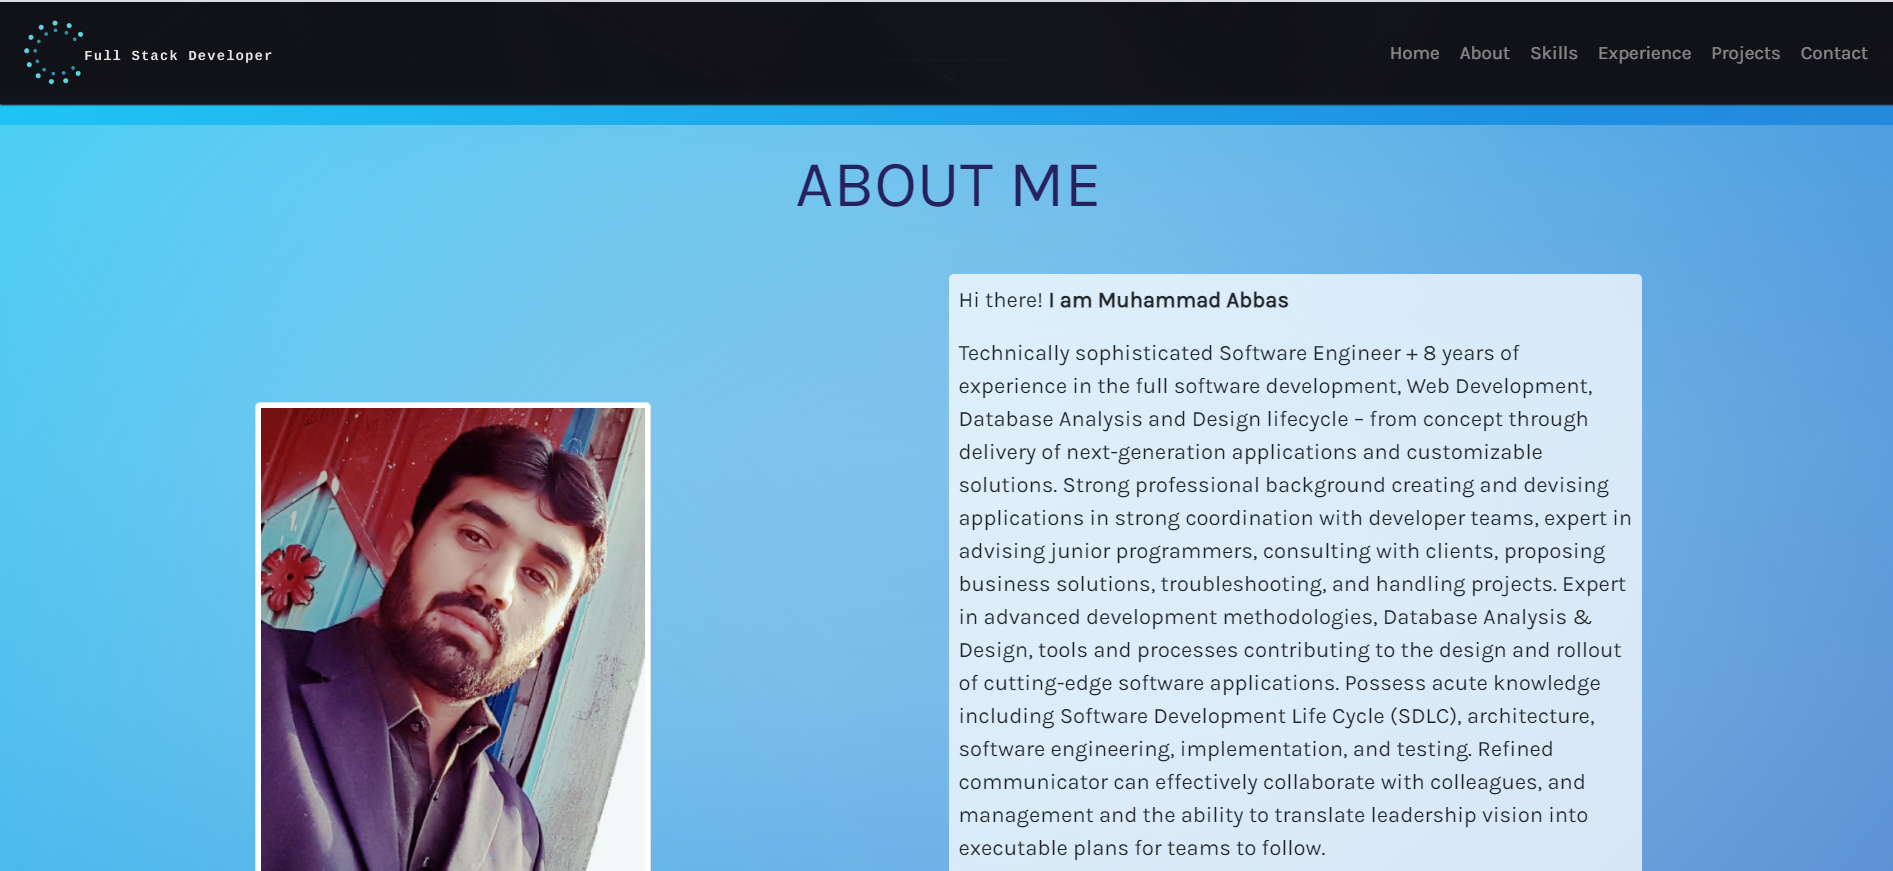 Full Stack Developer
Home About Skills Experience Projects Contact
ABOUT ME
Hi there! I am Muhammad Abbas
Technically sophisticated Software Engineer + 8 years of
experience in the full software development, Web Development,
Database Analysis and Design lifecycle – from concept through
delivery of next-generation applications and customizable
solutions. Strong professional background creating and devising
applications in strong coordination with developer teams, expert in
advising junior programmers, consulting with clients, proposing
business solutions, troubleshooting, and handling projects. Expert
in advanced development methodologies, Database Analysis &
Design, tools and processes contributing to the design and rollout
of cutting-edge software applications. Possess acute knowledge
including Software Development Life Cycle (SDLC), architecture,
software engineering, implementation, and testing. Refined
communicator can effectively collaborate with colleagues, and
management and the ability to translate leadership vision into
executable plans for teams to follow.